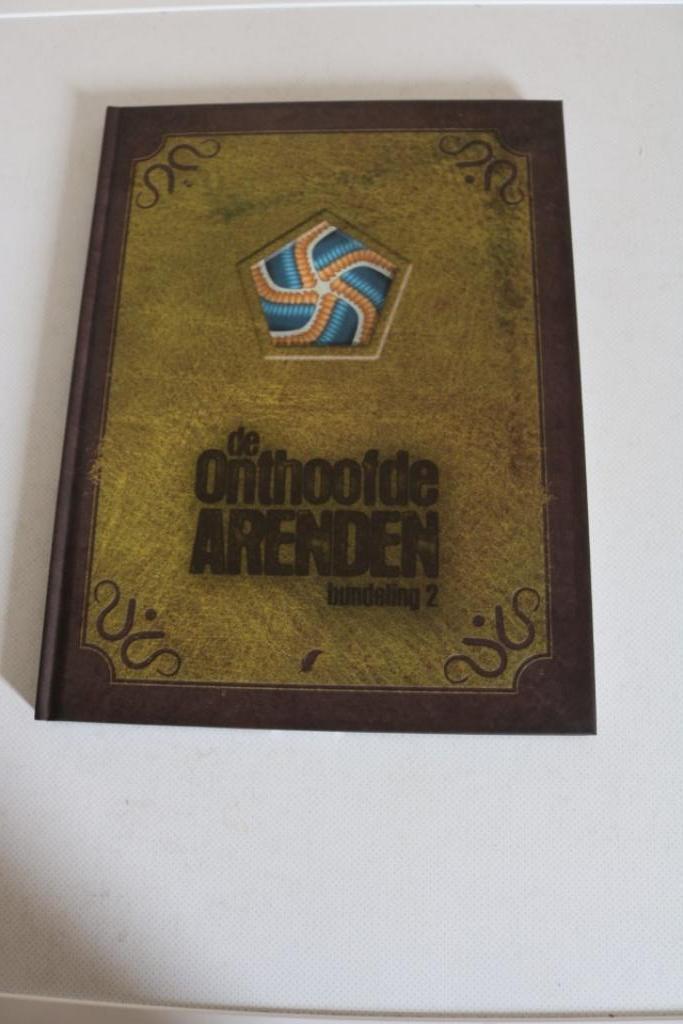 de
Onthoofde
ARENDEN
bundeling 2